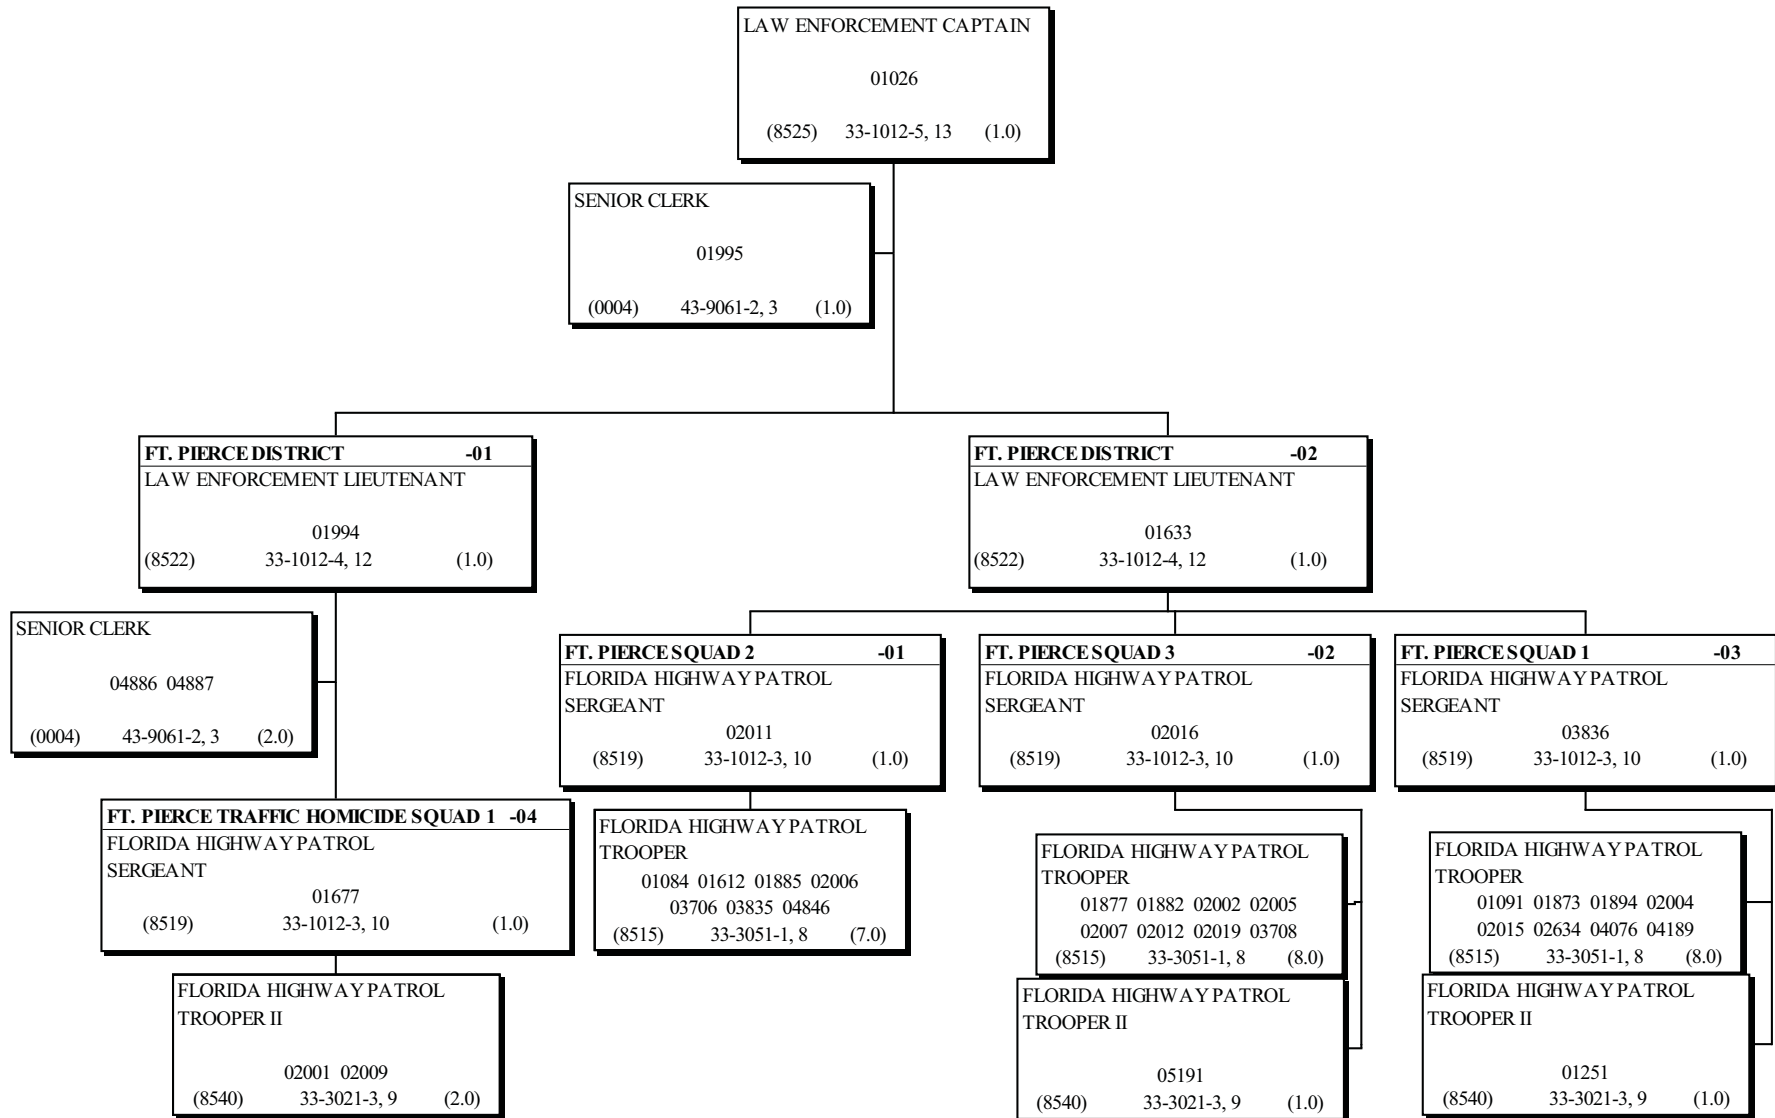 LAW ENFORCEMENT CAPTAIN
01026
(8525) 33-1012-5, 13 (1.0)
SENIOR CLERK
01995
(0004) 43-9061-2, 3 (1.0)
FT. PIERCE DISTRICT -01
LAW ENFORCEMENT LIEUTENANT
01994
(8522) 33-1012-4, 12 (1.0)
FT. PIERCE DISTRICT -02
LAW ENFORCEMENT LIEUTENANT
01633
(8522) 33-1012-4, 12 (1.0)
SENIOR CLERK
04886 04887
(0004) 43-9061-2, 3 (2.0)
FT. PIERCE SQUAD 2 -01
FLORIDA HIGHWAY PATROL
SERGEANT
02011
(8519) 33-1012-3, 10 (1.0)
FT. PIERCE SQUAD 3 -02
FLORIDA HIGHWAY PATROL
SERGEANT
02016
(8519) 33-1012-3, 10 (1.0)
FT. PIERCE SQUAD 1 -03
FLORIDA HIGHWAY PATROL
SERGEANT
03836
(8519) 33-1012-3, 10 (1.0)
FT. PIERCE TRAFFIC HOMICIDE SQUAD 1 -04
FLORIDA HIGHWAY PATROL
SERGEANT
01677
(8519) 33-1012-3, 10 (1.0)
FLORIDA HIGHWAY PATROL
TROOPER
01084 01612 01885 02006
03706 03835 04846
(8515) 33-3051-1, 8 (7.0)
FLORIDA HIGHWAY PATROL
TROOPER
01877 01882 02002 02005
02007 02012 02019 03708
(8515) 33-3051-1, 8 (8.0)
FLORIDA HIGHWAY PATROL
TROOPER
01091 01873 01894 02004
02015 02634 04076 04189
(8515) 33-3051-1, 8 (8.0)
FLORIDA HIGHWAY PATROL
TROOPER II
02001 02009
(8540) 33-3021-3, 9 (2.0)
FLORIDA HIGHWAY PATROL
TROOPER II
05191
(8540) 33-3021-3, 9 (1.0)
FLORIDA HIGHWAY PATROL
TROOPER II
01251
(8540) 33-3021-3, 9 (1.0)